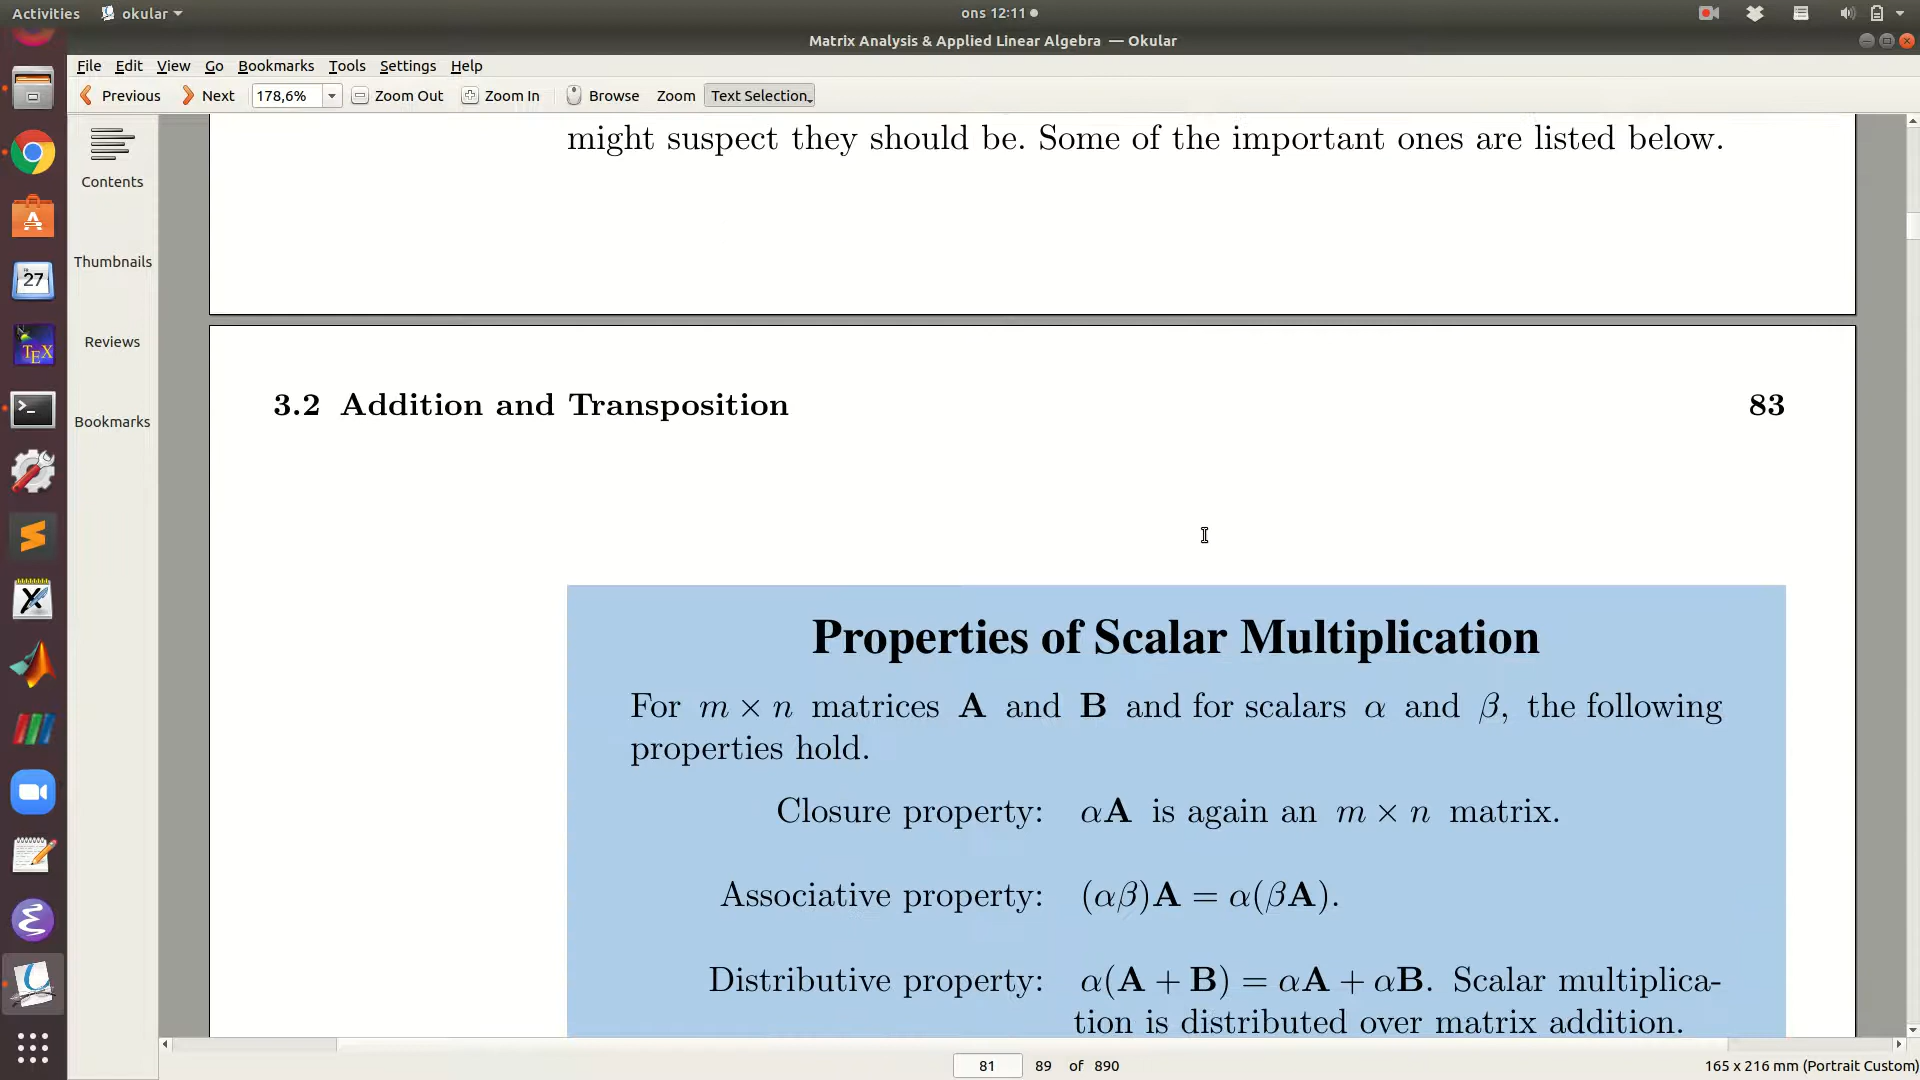 Activities okular ons 12:11
Matrix Analysis & Applied Linear Algebra — Okular
File Edit View Go Bookmarks Tools Settings Help
Previous Next 178,6% Zoom Out Zoom In Browse Zoom Text Selection
Contents
Thumbnails
Reviews
Bookmarks
27
TEX
might suspect they should be. Some of the important ones are listed below.
3.2 Addition and Transposition 83
Properties of Scalar Multiplication
For m × n matrices A and B and for scalars α and β, the following
properties hold.
Closure property: αA is again an m × n matrix.
Associative property: (αβ)A = α(βA).
Distributive property: α(A + B) = αA + αB. Scalar multiplica-
tion is distributed over matrix addition.
81 89 of 890
165 x 216 mm (Portrait Custom)